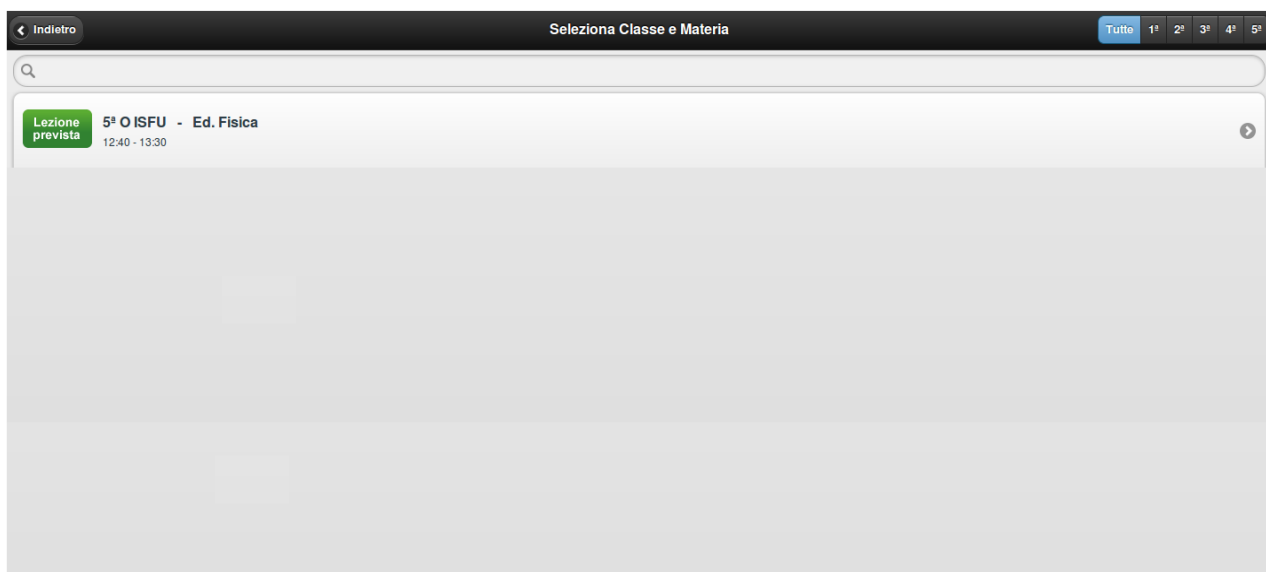 Indietro
Seleziona Classe e Materia
Tutte 1ª 2ª 3ª 4ª 5ª
Lezione
prevista
5ª O ISFU - Ed. Fisica
12:40 - 13:30